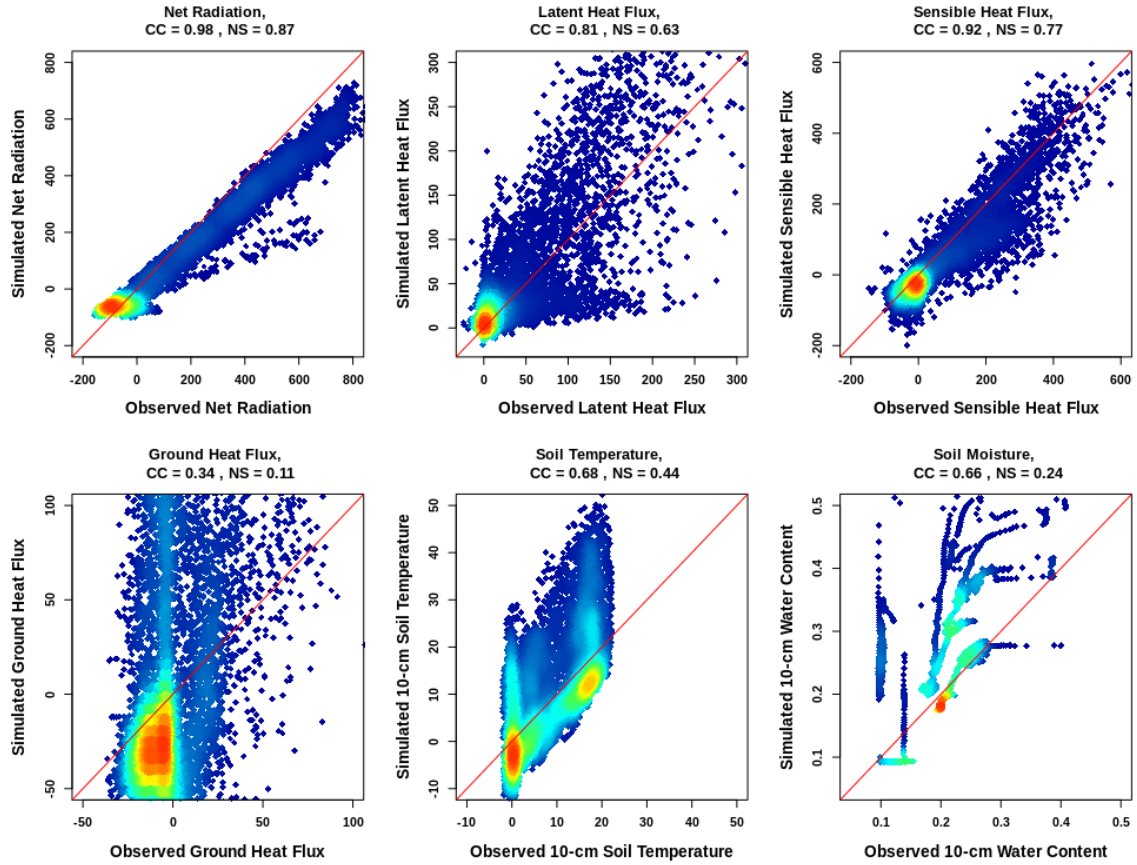 Net Radiation,
CC = 0.98 , NS = 0.87
Simulated Net Radiation
800
600
400
200
0
-200
-200 0 200 400 600 800
Observed Net Radiation
Latent Heat Flux,
CC = 0.81 , NS = 0.63
Simulated Latent Heat Flux
300
250
200
150
100
50
0
0 50 100 150 200 250 300
Observed Latent Heat Flux
Sensible Heat Flux,
CC = 0.92 , NS = 0.77
Simulated Sensible Heat Flux
600
400
200
0
-200
-200 0 200 400 600
Observed Sensible Heat Flux
Ground Heat Flux,
CC = 0.34 , NS = 0.11
Simulated Ground Heat Flux
100
50
0
-50
-50 0 50 100
Observed Ground Heat Flux
Soil Temperature,
CC = 0.68 , NS = 0.44
Simulated 10-cm Soil Temperature
50
40
30
20
10
0
-10
-10 0 10 20 30 40 50
Observed 10-cm Soil Temperature
Soil Moisture,
CC = 0.66 , NS = 0.24
Simulated 10-cm Water Content
0.5
0.4
0.3
0.2
0.1
0.1 0.2 0.3 0.4 0.5
Observed 10-cm Water Content